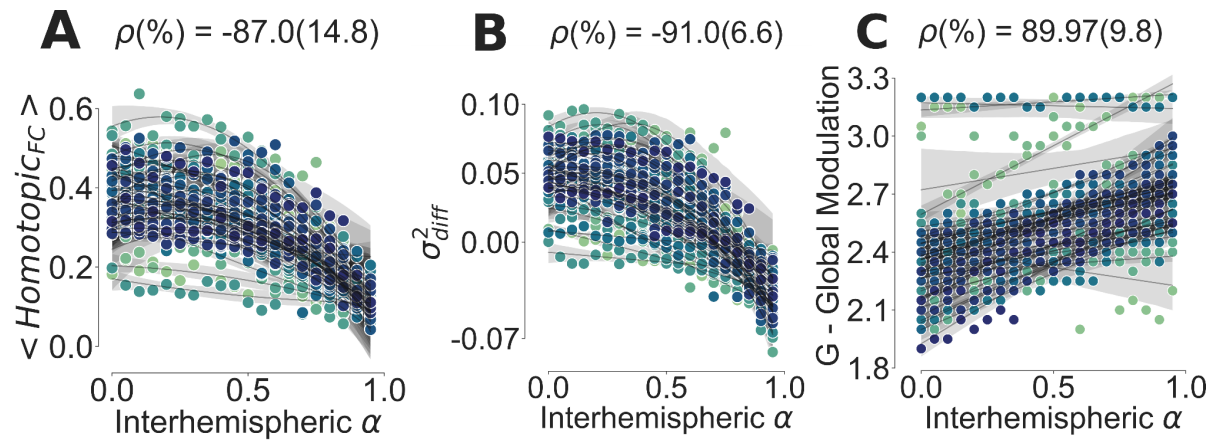 A
ρ(%) = -87.0(14.8)
< Homotopic_FC >
0.6
0.4
0.2
0.0
0.0 0.5 1.0
Interhemispheric α
B
ρ(%) = -91.0(6.6)
σ²_diff
0.10
0.05
0.00
-0.07
0.0 0.5 1.0
Interhemispheric α
C
ρ(%) = 89.97(9.8)
G - Global Modulation
3.3
3.0
2.7
2.4
2.1
1.8
0.0 0.5 1.0
Interhemispheric α